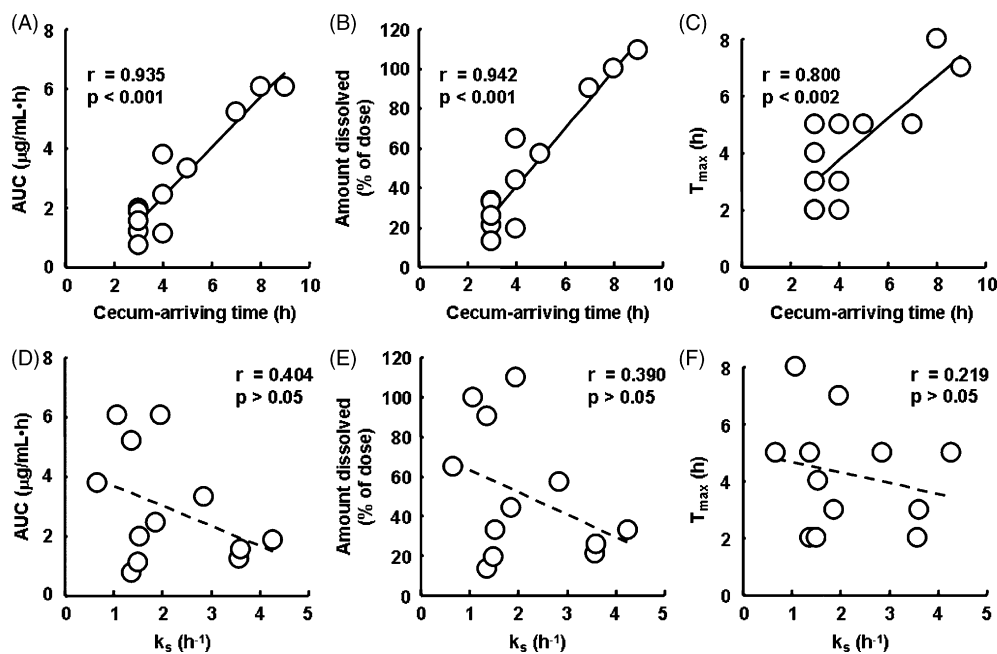 (A)
8
6
4
2
0
AUC (μg/mL•h)
r = 0.935
p < 0.001
0 2 4 6 8 10
Cecum-arriving time (h)
(B)
120
100
80
60
40
20
0
Amount dissolved
(% of dose)
r = 0.942
p < 0.001
0 2 4 6 8 10
Cecum-arriving time (h)
(C)
8
6
4
2
0
Tmax (h)
r = 0.800
p < 0.002
0 2 4 6 8 10
Cecum-arriving time (h)
(D)
8
6
4
2
0
AUC (μg/mL•h)
r = 0.404
p > 0.05
0 1 2 3 4 5
ks (h-1)
(E)
120
100
80
60
40
20
0
Amount dissolved
(% of dose)
r = 0.390
p > 0.05
0 1 2 3 4 5
ks (h-1)
(F)
8
6
4
2
0
Tmax (h)
r = 0.219
p > 0.05
0 1 2 3 4 5
ks (h-1)